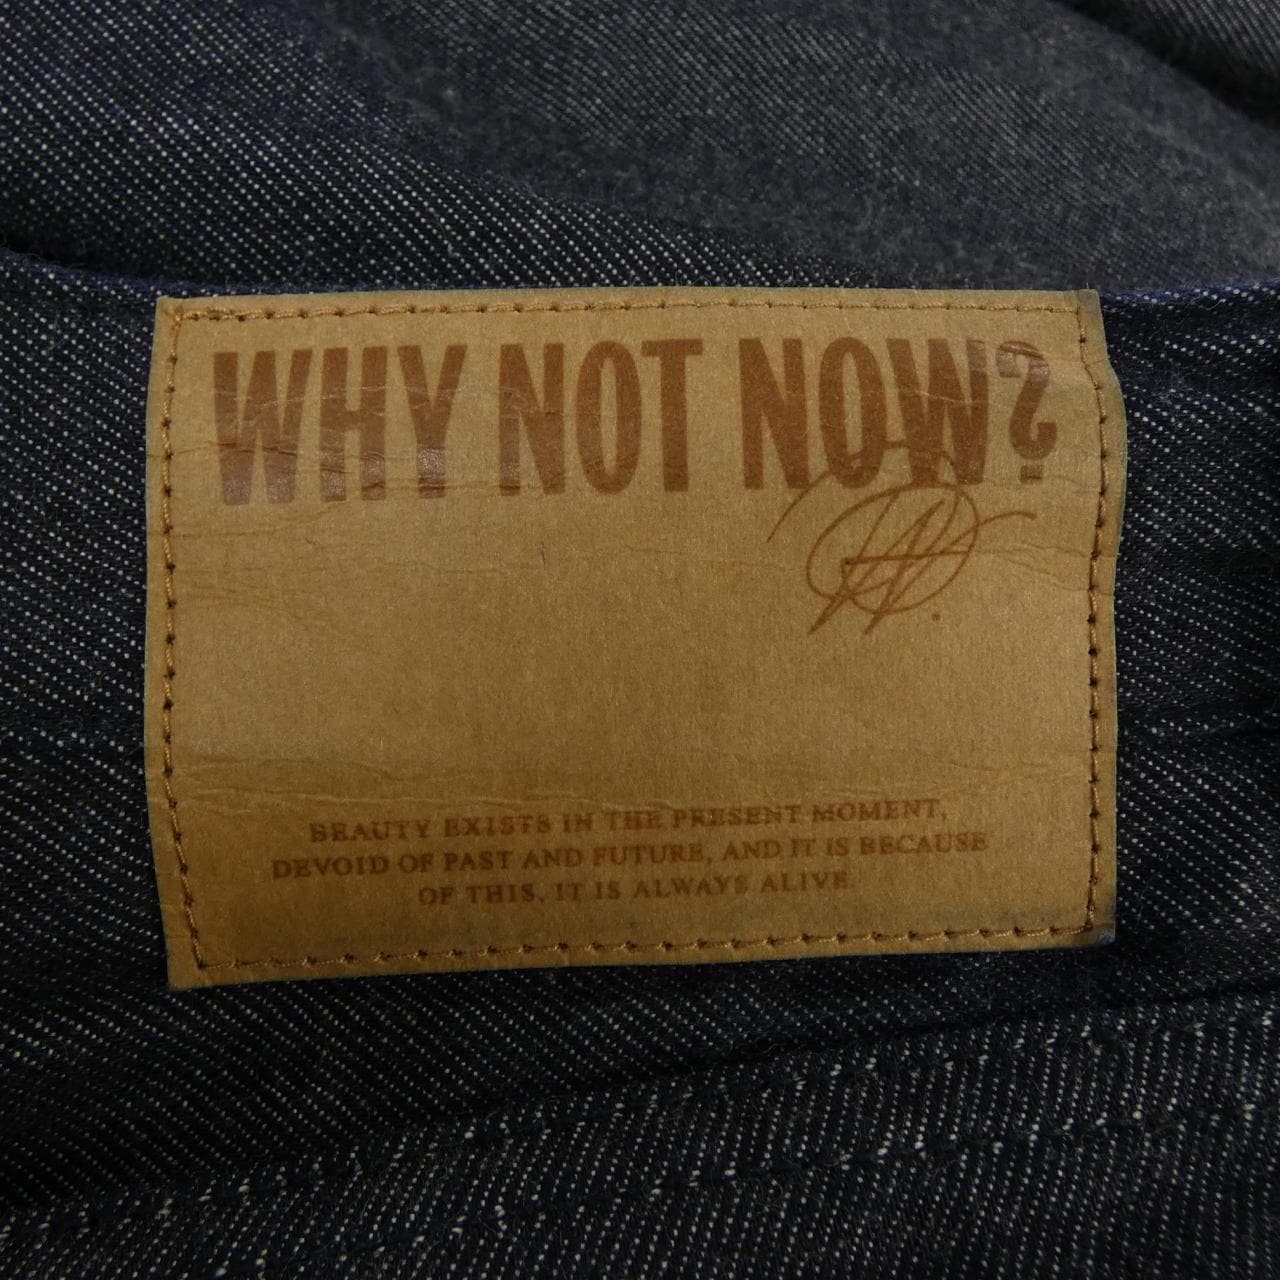 WHY NOT NOW?
BEAUTY EXISTS IN THE PRESENT MOMENT,
DEVOID OF PAST AND FUTURE, AND IT IS BECAUSE
OF THIS, IT IS ALWAYS ALIVE